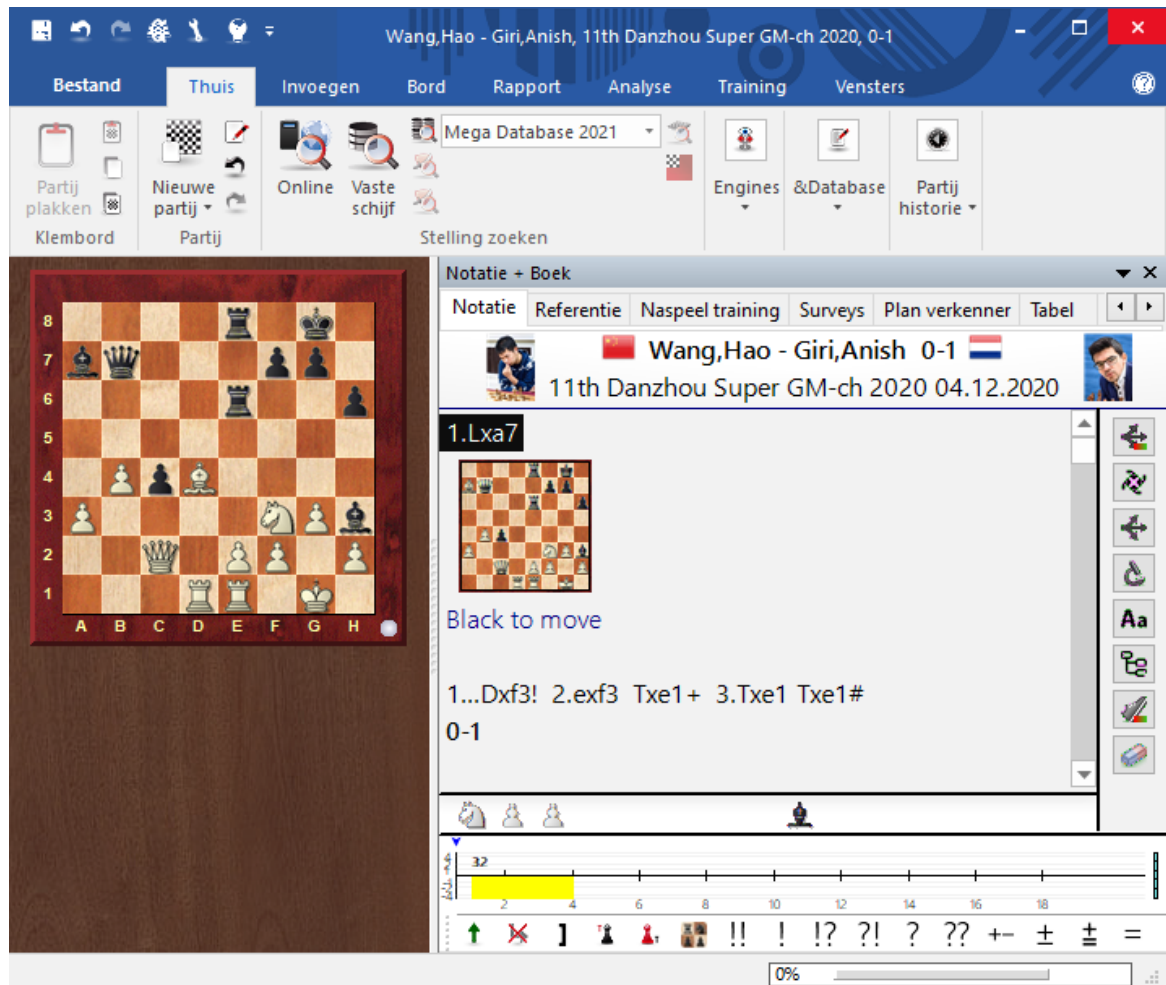 Wang,Hao - Giri,Anish, 11th Danzhou Super GM-ch 2020, 0-1
Bestand Thuis Invoegen Bord Rapport Analyse Training Vensters
Mega Database 2021
Partij plakken
Nieuwe partij
Online
Vaste schijf
Engines
&Database
Partij historie
Klembord Partij Stelling zoeken
Notatie + Boek
Notatie Referentie Naspeel training Surveys Plan verkenner Tabel
Wang,Hao - Giri,Anish 0-1
11th Danzhou Super GM-ch 2020 04.12.2020
8
7
6
5
4
3
2
1
A B C D E F G H
1.Lxa7
Black to move
1...Dxf3! 2.exf3 Txe1+ 3.Txe1 Txe1#
0-1
Aa
32
2 4 6 8 10 12 14 16 18
] !! ! !? ?! ? ?? +− ± ⩲ =
0%